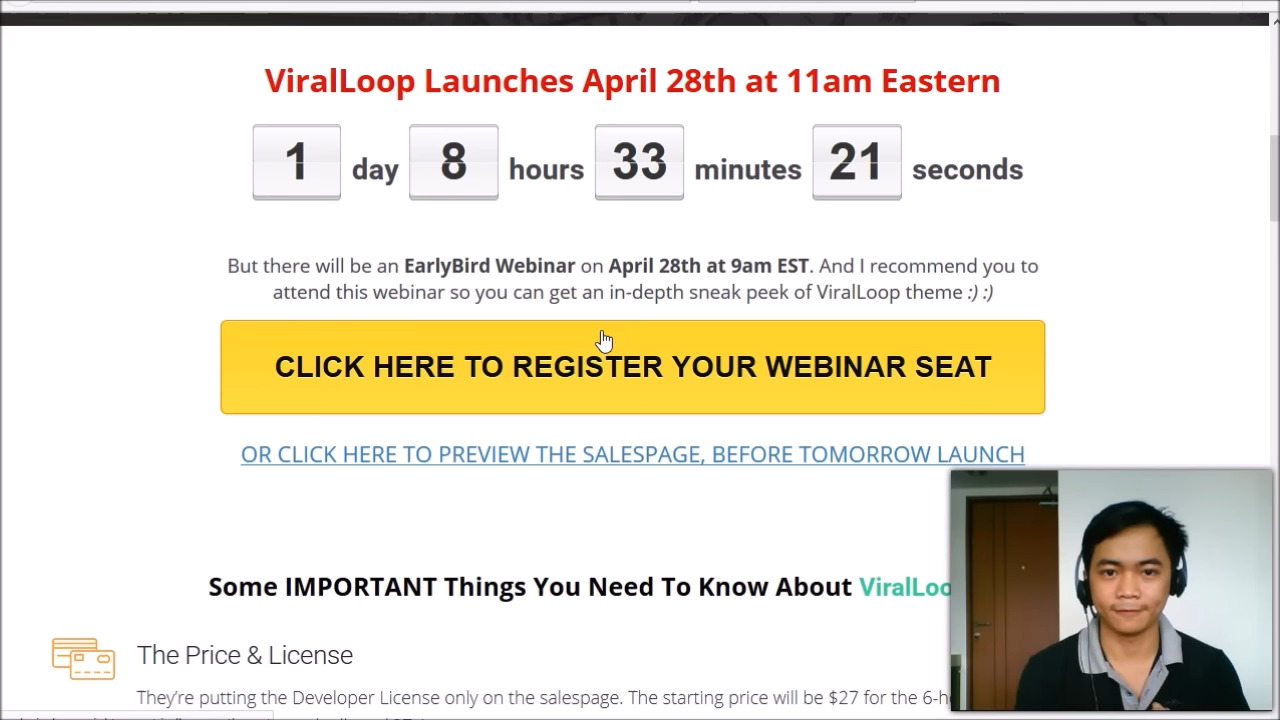 ViralLoop Launches April 28th at 11am Eastern
1 day 8 hours 33 minutes 21 seconds
But there will be an EarlyBird Webinar on April 28th at 9am EST. And I recommend you to
attend this webinar so you can get an in-depth sneak peek of ViralLoop theme :) :)
CLICK HERE TO REGISTER YOUR WEBINAR SEAT
OR CLICK HERE TO PREVIEW THE SALESPAGE, BEFORE TOMORROW LAUNCH
Some IMPORTANT Things You Need To Know About
The Price & License
They're putting the Developer License only on the salespage. The starting price will be $27 for the